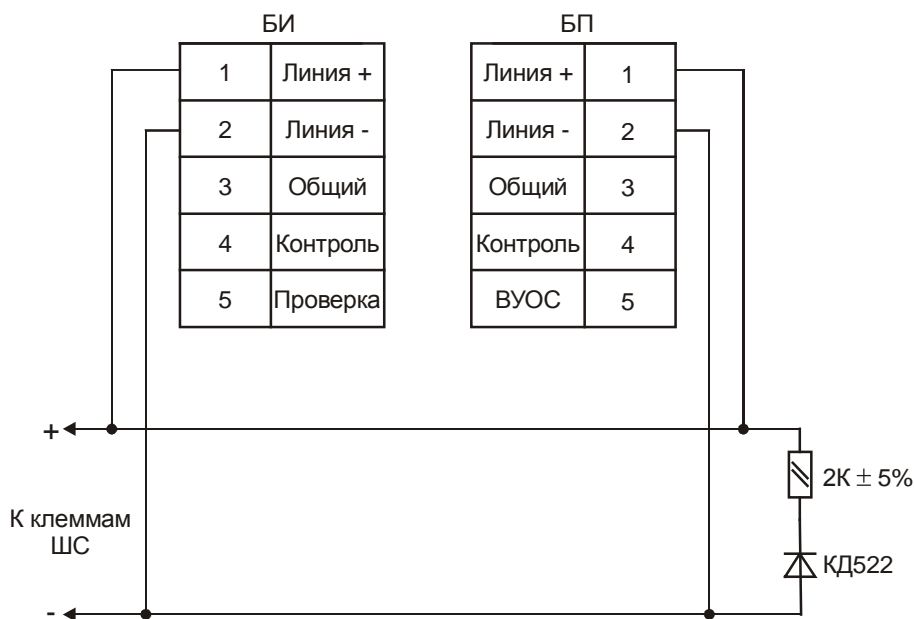 БИ
1 Линия +
2 Линия -
3 Общий
4 Контроль
5 Проверка
БП
Линия + 1
Линия - 2
Общий 3
Контроль 4
ВУОС 5
+
К клеммам
ШС
-
2К ± 5%
КД522